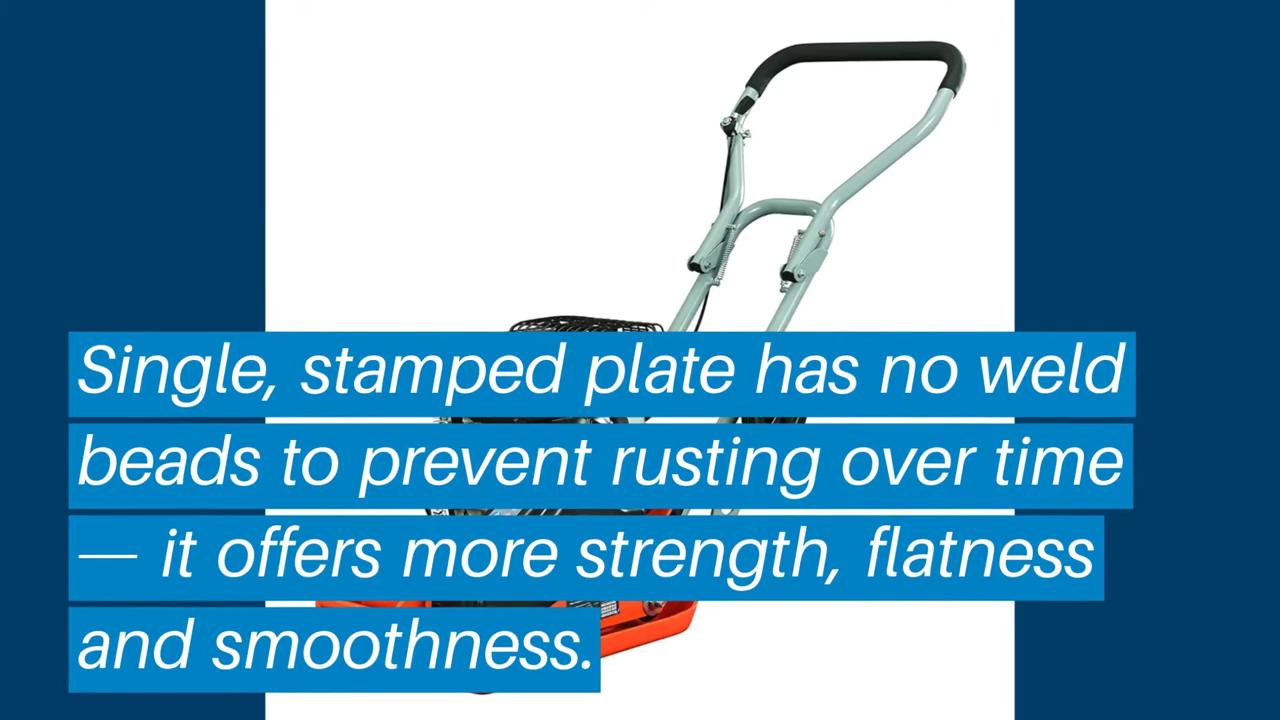 Single, stamped plate has no weld
beads to prevent rusting over time
— it offers more strength, flatness
and smoothness.